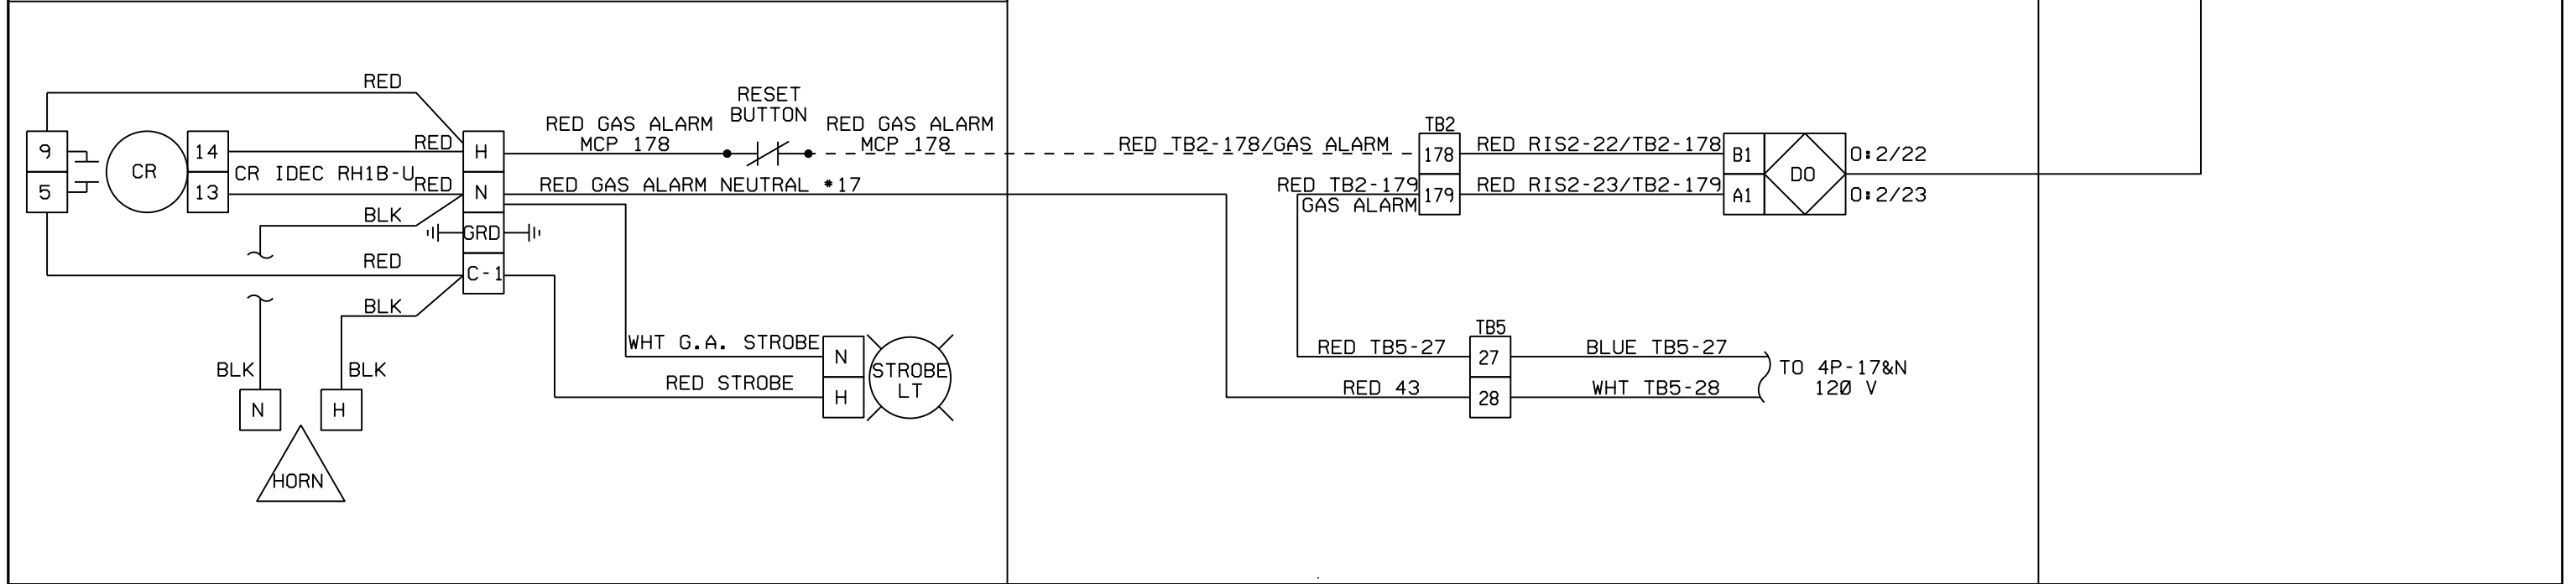 RED
RESET
BUTTON
RED GAS ALARM
MCP 178
RED GAS ALARM
MCP 178
RED TB2-178/GAS ALARM
TB2
178
RED RIS2-22/TB2-178
B1
DO
O:2/22
9
CR
14
RED
H
CR IDEC RH1B-U
5
13
RED
N
RED GAS ALARM NEUTRAL *17
RED TB2-179
GAS ALARM
179
RED RIS2-23/TB2-179
A1
O:2/23
BLK
GRD
RED
C-1
BLK
WHT G.A. STROBE
N
STROBE
LT
RED STROBE
H
TB5
RED TB5-27
27
BLUE TB5-27
TO 4P-17&N
120 V
RED 43
28
WHT TB5-28
BLK
BLK
N
H
HORN